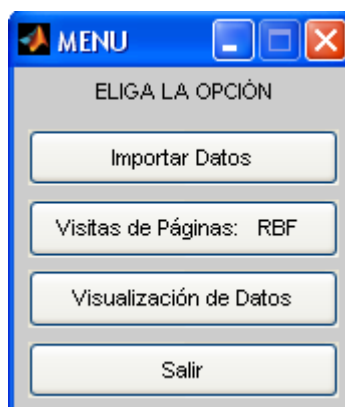 MENU
ELIGA LA OPCIÓN
Importar Datos
Visitas de Páginas: RBF
Visualización de Datos
Salir